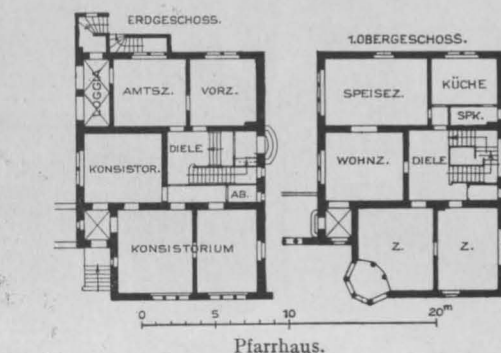 ERDGESCHOSS.
LOGGIA
AMTSZ.
VORZ.
KONSISTOR.
DIELE
AB.
KONSISTORIUM
1. OBERGESCHOSS.
SPEISEZ.
KÜCHE
SPK.
WOHNZ.
DIELE
Z.
Z.
0 5 10 20m
Pfarrhaus.